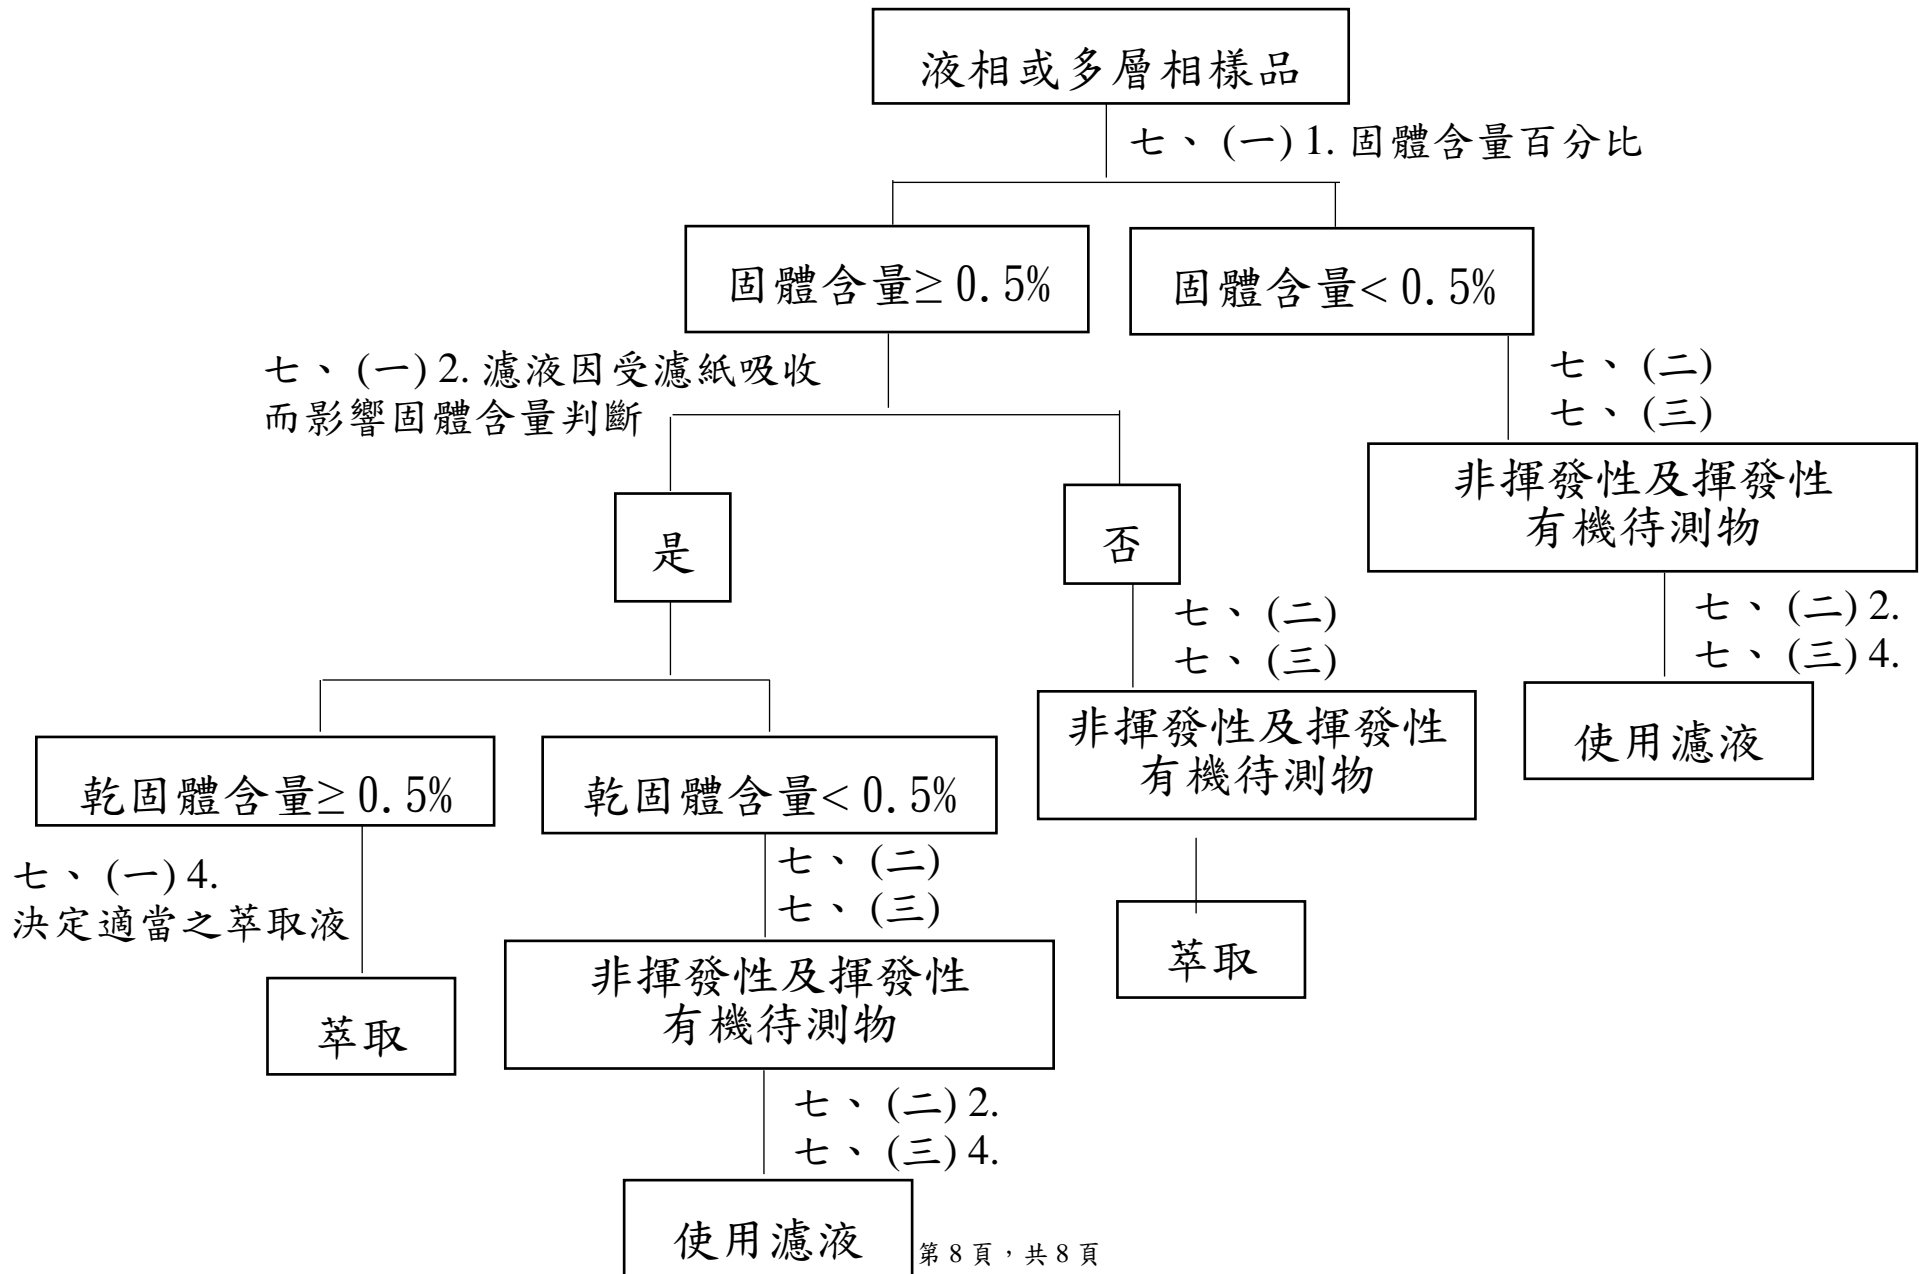 液相或多層相樣品
七、(一)1.固體含量百分比
固體含量≥0.5%
固體含量<0.5%
七、(一)2.濾液因受濾紙吸收
而影響固體含量判斷
七、(二)
七、(三)
非揮發性及揮發性
有機待測物
是
否
七、(二)
七、(三)
七、(二)2.
七、(三)4.
非揮發性及揮發性
有機待測物
使用濾液
乾固體含量≥0.5%
乾固體含量<0.5%
七、(一)4.
決定適當之萃取液
七、(二)
七、(三)
萃取
非揮發性及揮發性
有機待測物
萃取
七、(二)2.
七、(三)4.
使用濾液
第8頁,共8頁